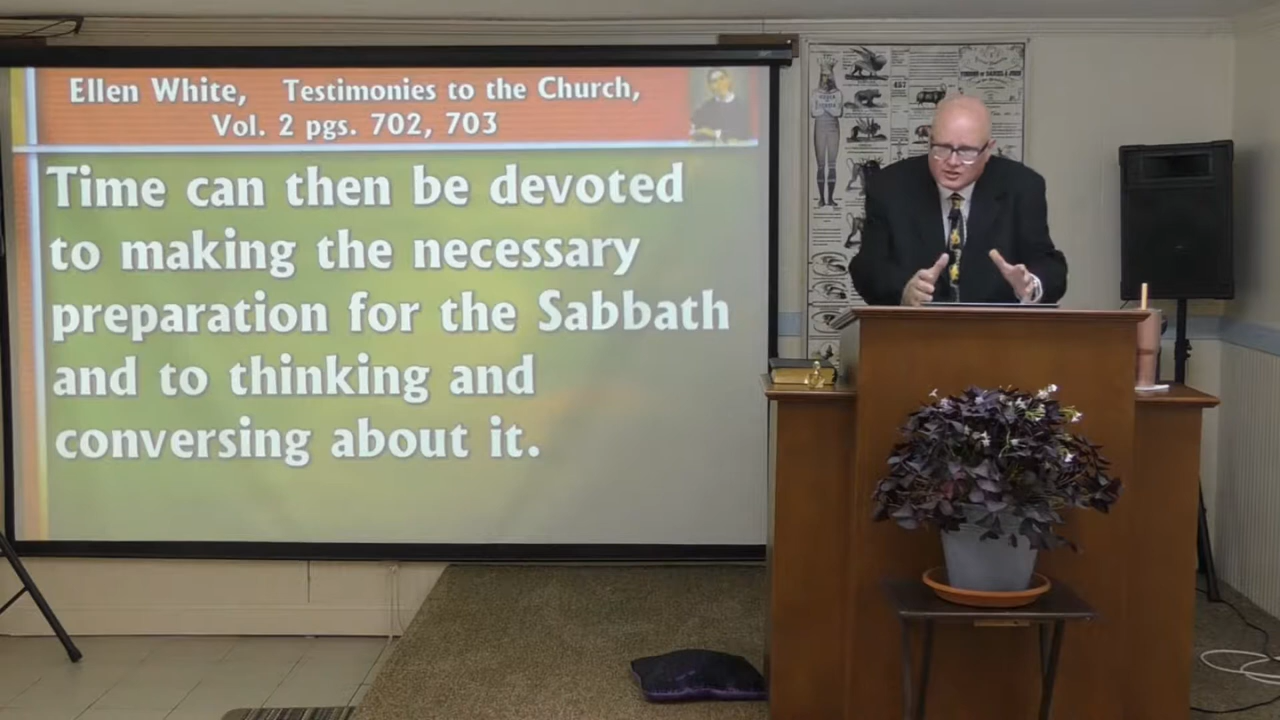 Ellen White, Testimonies to the Church,
Vol. 2 pgs. 702, 703
Time can then be devoted
to making the necessary
preparation for the Sabbath
and to thinking and
conversing about it.